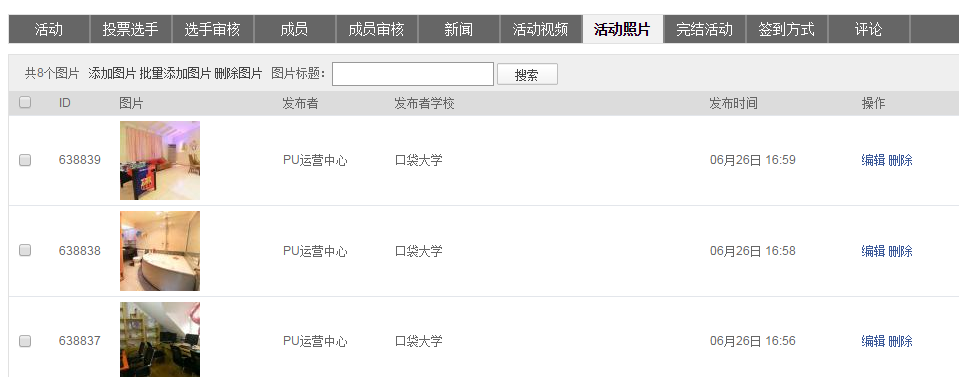 活动 投票选手 选手审核 成员 成员审核 新闻 活动视频 活动照片 完结活动 签到方式 评论
共8个图片 添加图片 批量添加图片 删除图片 图片标题： 搜索
ID 图片 发布者 发布者学校 发布时间 操作
638839 PU运营中心 口袋大学 06月26日 16:59 编辑 删除
638838 PU运营中心 口袋大学 06月26日 16:58 编辑 删除
638837 PU运营中心 口袋大学 06月26日 16:56 编辑 删除